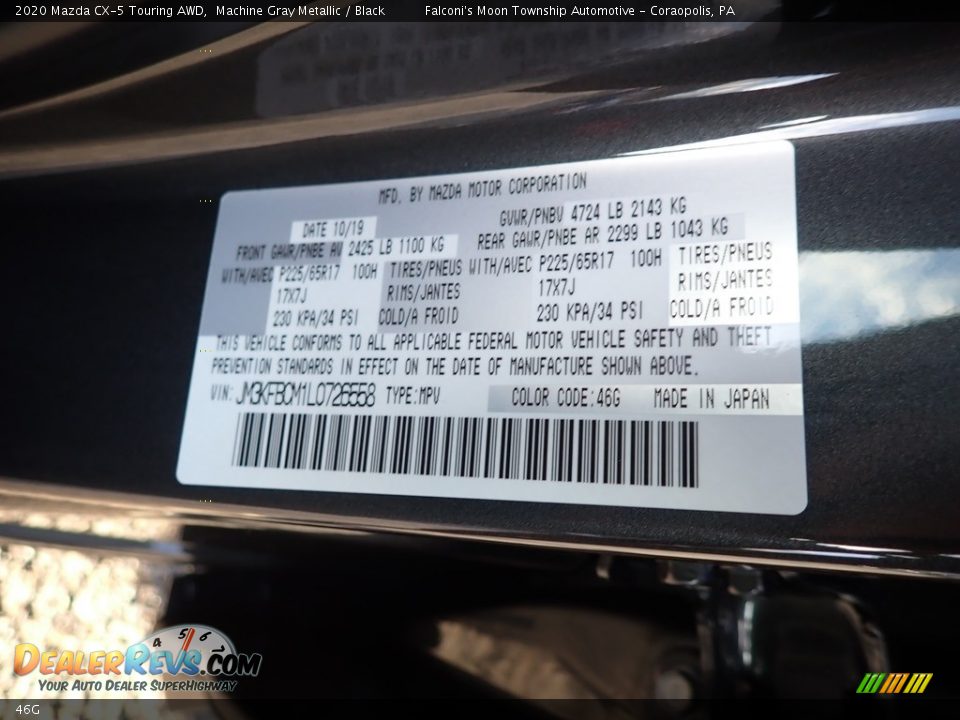 2020 Mazda CX-5 Touring AWD, Machine Gray Metallic / Black Falconi's Moon Township Automotive - Coraopolis, PA
MFD. BY MAZDA MOTOR CORPORATION
DATE 10/19 GVWR/PNBV 4724 LB 2143 KG
FRONT GAWR/PNBE AV 2425 LB 1100 KG REAR GAWR/PNBE AR 2299 LB 1043 KG
WITH/AVEC P225/65R17 100H TIRES/PNEUS WITH/AVEC P225/65R17 100H TIRES/PNEUS
17X7J RIMS/JANTES 17X7J RIMS/JANTES
230 KPA/34 PSI COLD/A FROID 230 KPA/34 PSI COLD/A FROID
THIS VEHICLE CONFORMS TO ALL APPLICABLE FEDERAL MOTOR VEHICLE SAFETY AND THEFT
PREVENTION STANDARDS IN EFFECT ON THE DATE OF MANUFACTURE SHOWN ABOVE.
VIN: JM3KFBCM1L0726558 TYPE:MPV COLOR CODE:46G MADE IN JAPAN
4 5 6
DEALERREVS.COM
YOUR AUTO DEALER SUPERHIGHWAY
46G